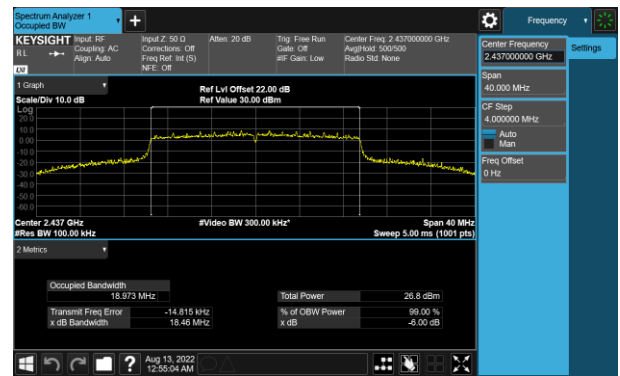 Spectrum Analyzer 1
Occupied BW
Frequency
KEYSIGHT
RL
LXI
Input: RF
Coupling: AC
Align: Auto
Input Z: 50 Ω
Corrections: Off
Freq Ref: Int (S)
NFE: Off
Atten: 20 dB
Trig: Free Run
Gate: Off
#IF Gain: Low
Center Freq: 2.437000000 GHz
Avg|Hold: 500/500
Radio Std: None
Center Frequency
2.437000000 GHz
Settings
Span
40.000 MHz
CF Step
4.000000 MHz
Auto
Man
Freq Offset
0 Hz
1 Graph
Scale/Div 10.0 dB
Ref Lvl Offset 22.00 dB
Ref Value 30.00 dBm
Log
20.0
10.0
0.00
-10.0
-20.0
-30.0
-40.0
-50.0
-60.0
Center 2.437 GHz
#Res BW 100.00 kHz
#Video BW 300.00 kHz*
Span 40 MHz
Sweep 5.00 ms (1001 pts)
2 Metrics
Occupied Bandwidth
18.973 MHz
Total Power 26.8 dBm
Transmit Freq Error -14.815 kHz
% of OBW Power 99.00 %
x dB Bandwidth 18.46 MHz
x dB -6.00 dB
?
Aug 13, 2022
12:55:04 AM